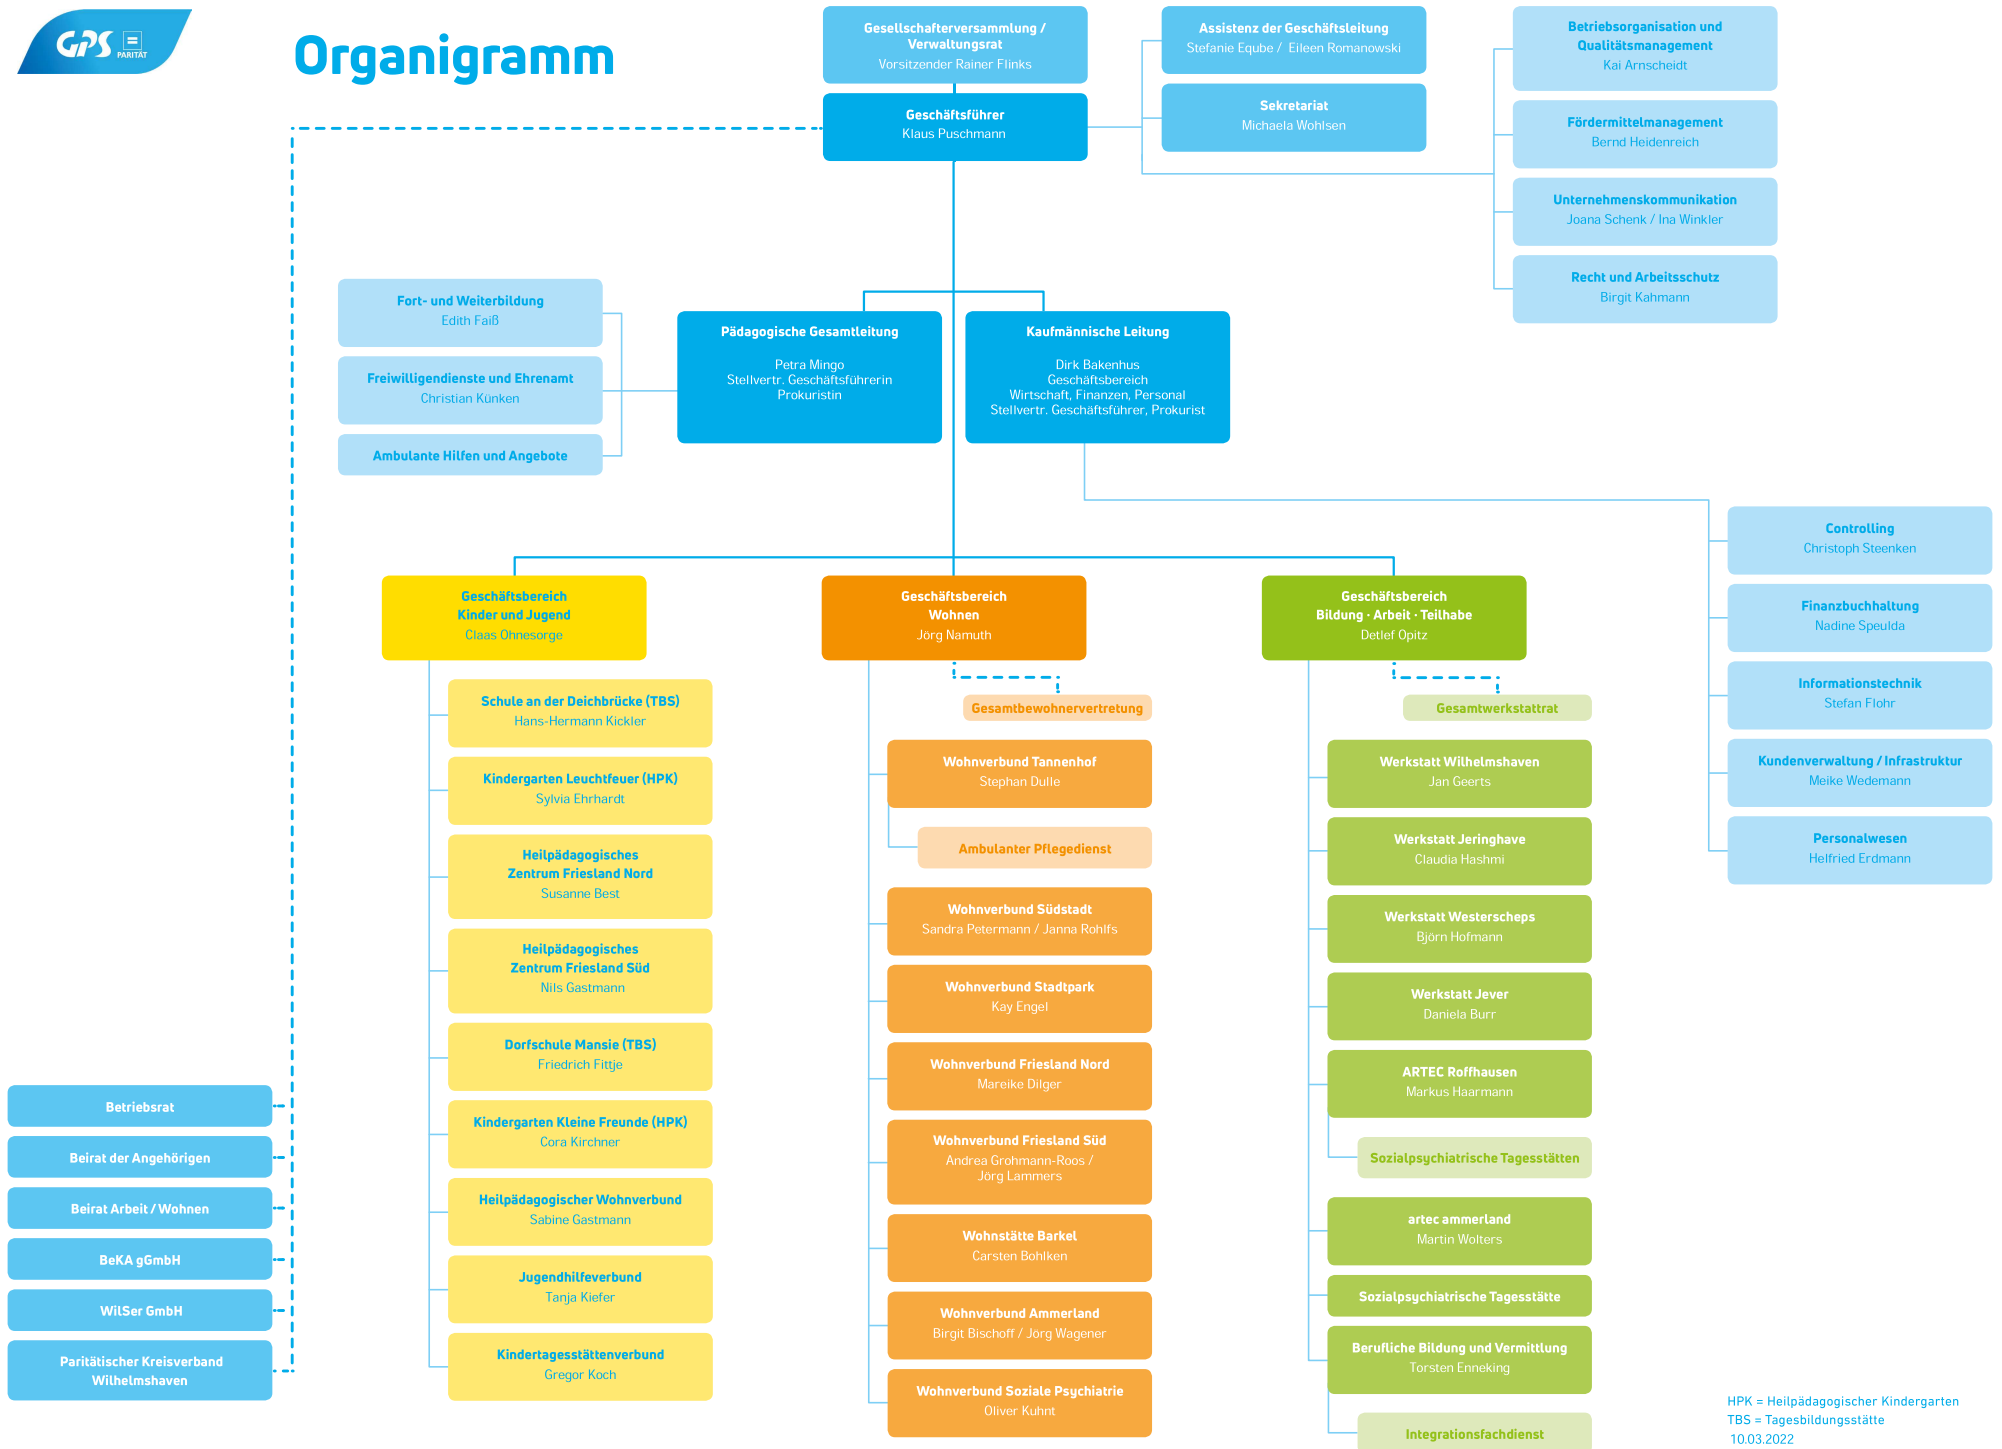 GPS
PARITÄT
Organigramm
Gesellschafterversammlung /
Verwaltungsrat
Vorsitzender Rainer Flinks
Geschäftsführer
Klaus Puschmann
Assistenz der Geschäftsleitung
Stefanie Eqube / Eileen Romanowski
Sekretariat
Michaela Wohlsen
Betriebsorganisation und
Qualitätsmanagement
Kai Arnscheidt
Fördermittelmanagement
Bernd Heidenreich
Unternehmenskommunikation
Joana Schenk / Ina Winkler
Recht und Arbeitsschutz
Birgit Kahmann
Fort- und Weiterbildung
Edith Faiß
Freiwilligendienste und Ehrenamt
Christian Künken
Ambulante Hilfen und Angebote
Pädagogische Gesamtleitung
Petra Mingo
Stellvertr. Geschäftsführerin
Prokuristin
Kaufmännische Leitung
Dirk Bakenhus
Geschäftsbereich
Wirtschaft, Finanzen, Personal
Stellvertr. Geschäftsführer, Prokurist
Controlling
Christoph Steenken
Finanzbuchhaltung
Nadine Speulda
Informationstechnik
Stefan Flohr
Kundenverwaltung / Infrastruktur
Meike Wedemann
Personalwesen
Helfried Erdmann
Geschäftsbereich
Kinder und Jugend
Claas Ohnesorge
Schule an der Deichbrücke (TBS)
Hans-Hermann Kickler
Kindergarten Leuchtfeuer (HPK)
Sylvia Ehrhardt
Heilpädagogisches
Zentrum Friesland Nord
Susanne Best
Heilpädagogisches
Zentrum Friesland Süd
Nils Gastmann
Dorfschule Mansie (TBS)
Friedrich Fittje
Kindergarten Kleine Freunde (HPK)
Cora Kirchner
Heilpädagogischer Wohnverbund
Sabine Gastmann
Jugendhilfeverbund
Tanja Kiefer
Kindertagesstättenverbund
Gregor Koch
Geschäftsbereich
Wohnen
Jörg Namuth
Gesamtbewohnervertretung
Wohnverbund Tannenhof
Stephan Dulle
Ambulanter Pflegedienst
Wohnverbund Südstadt
Sandra Petermann / Janna Rohlfs
Wohnverbund Stadtpark
Kay Engel
Wohnverbund Friesland Nord
Mareike Dilger
Wohnverbund Friesland Süd
Andrea Grohmann-Roos /
Jörg Lammers
Wohnstätte Barkel
Carsten Bohlken
Wohnverbund Ammerland
Birgit Bischoff / Jörg Wagener
Wohnverbund Soziale Psychiatrie
Oliver Kuhnt
Geschäftsbereich
Bildung · Arbeit · Teilhabe
Detlef Opitz
Gesamtwerkstattrat
Werkstatt Wilhelmshaven
Jan Geerts
Werkstatt Jeringhave
Claudia Hashmi
Werkstatt Westerscheps
Björn Hofmann
Werkstatt Jever
Daniela Burr
ARTEC Roffhausen
Markus Haarmann
Sozialpsychiatrische Tagesstätten
artec ammerland
Martin Wolters
Sozialpsychiatrische Tagesstätte
Berufliche Bildung und Vermittlung
Torsten Enneking
Integrationsfachdienst
Betriebsrat
Beirat der Angehörigen
Beirat Arbeit / Wohnen
BeKA gGmbH
WilSer GmbH
Paritätischer Kreisverband
Wilhelmshaven
HPK = Heilpädagogischer Kindergarten
TBS = Tagesbildungsstätte
10.03.2022